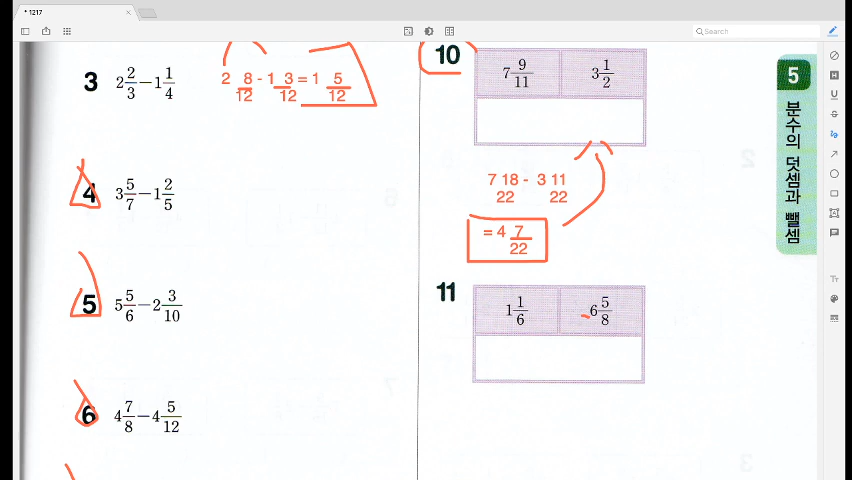 • 1217
Search
3 2 2/3 − 1 1/4
2 8/12 - 1 3/12 = 1 5/12
4 3 5/7 − 1 2/5
5 5 5/6 − 2 3/10
6 4 7/8 − 4 5/12
10 7 9/11 3 1/2
7 18/22 - 3 11/22
= 4 7/22
11 1 1/6 6 5/8
5
분수의 덧셈과 뺄셈